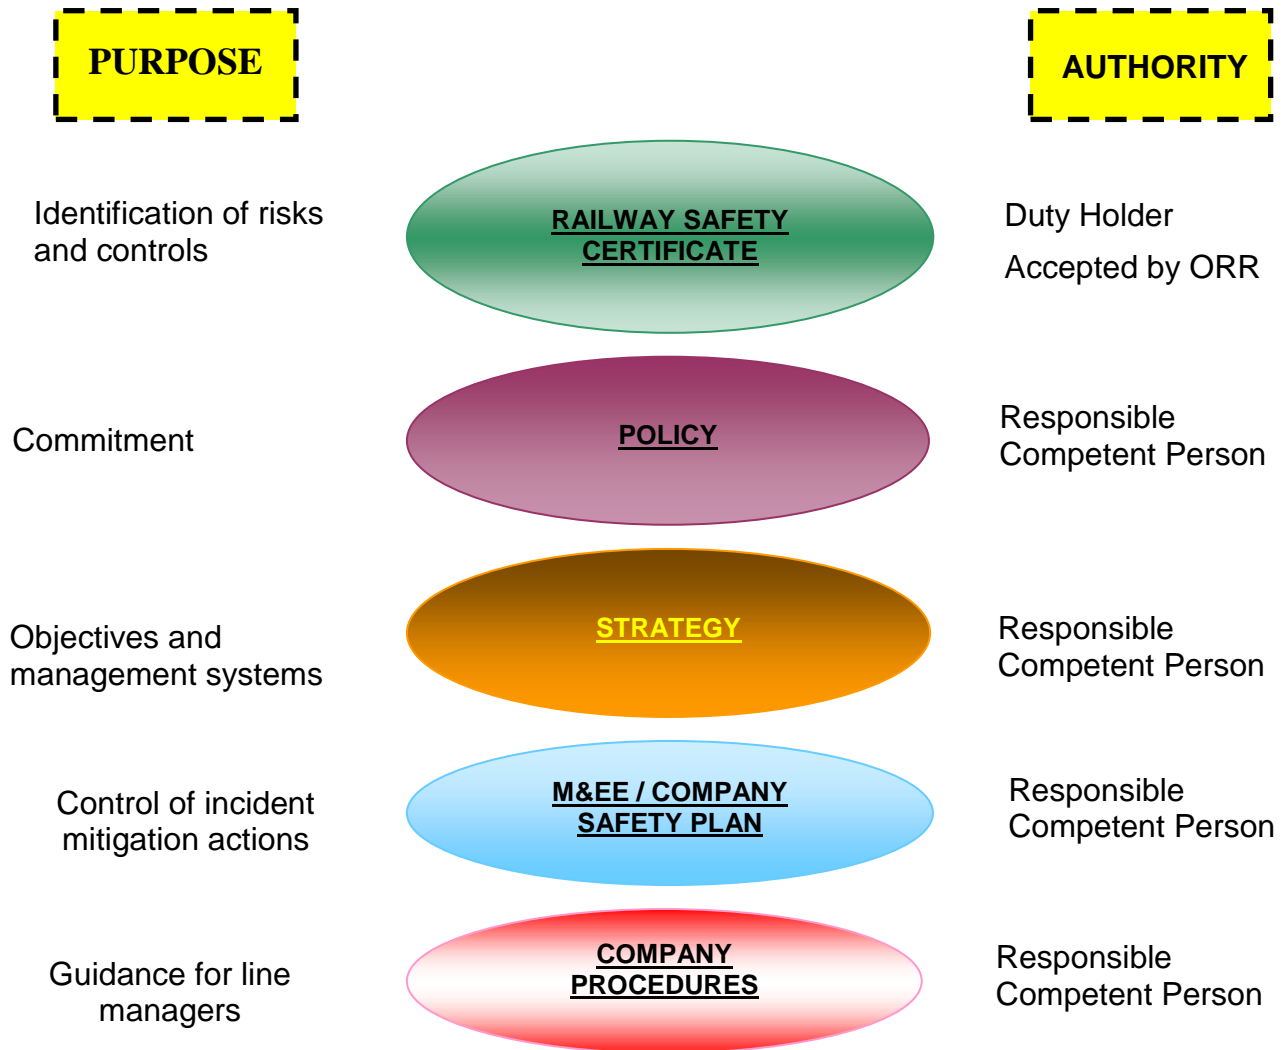 PURPOSE
AUTHORITY
Identification of risks
and controls
RAILWAY SAFETY
CERTIFICATE
Duty Holder
Accepted by ORR
Commitment
POLICY
Responsible
Competent Person
Objectives and
management systems
STRATEGY
Responsible
Competent Person
Control of incident
mitigation actions
M&EE / COMPANY
SAFETY PLAN
Responsible
Competent Person
Guidance for line
managers
COMPANY
PROCEDURES
Responsible
Competent Person